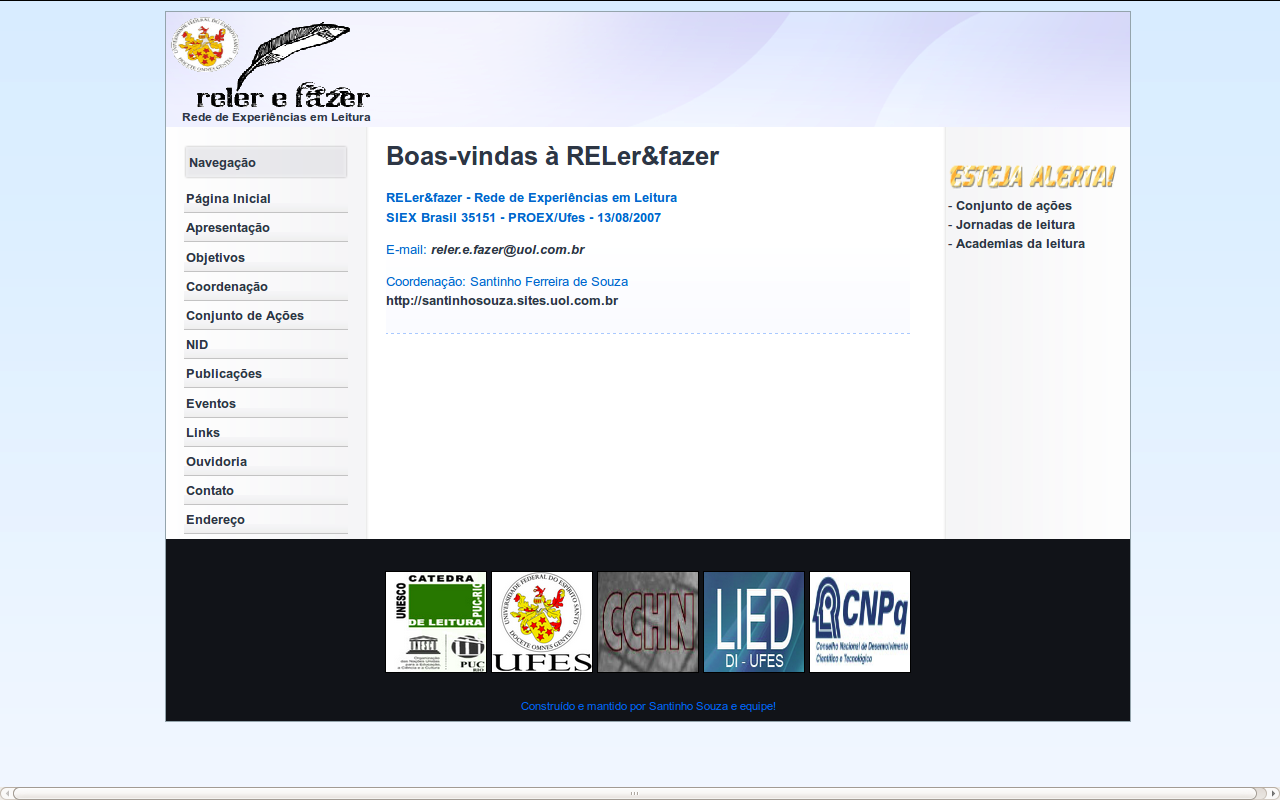 UNIVERSIDADE FEDERAL DO ESPÍRITO SANTO
DOCETE OMNES GENTES
reler e fazer
Rede de Experiências em Leitura
Navegação
Página Inicial
Apresentação
Objetivos
Coordenação
Conjunto de Ações
NID
Publicações
Eventos
Links
Ouvidoria
Contato
Endereço
Boas-vindas à RELer&fazer
RELer&fazer - Rede de Experiências em Leitura
SIEX Brasil 35151 - PROEX/Ufes - 13/08/2007
E-mail: reler.e.fazer@uol.com.br
Coordenação: Santinho Ferreira de Souza
http://santinhosouza.sites.uol.com.br
ESTEJA ALERTA!
- Conjunto de ações
- Jornadas de leitura
- Academias da leitura
CATEDRA
UNESCO
PUC-RIO
DE LEITURA
PUC
RIO
UNIVERSIDADE FEDERAL DO ESPÍRITO SANTO
DOCETE OMNES GENTES
UFES
CCHN
LIED
DI - UFES
CNPq
Conselho Nacional de Desenvolvimento
Científico e Tecnológico
Construído e mantido por Santinho Souza e equipe!